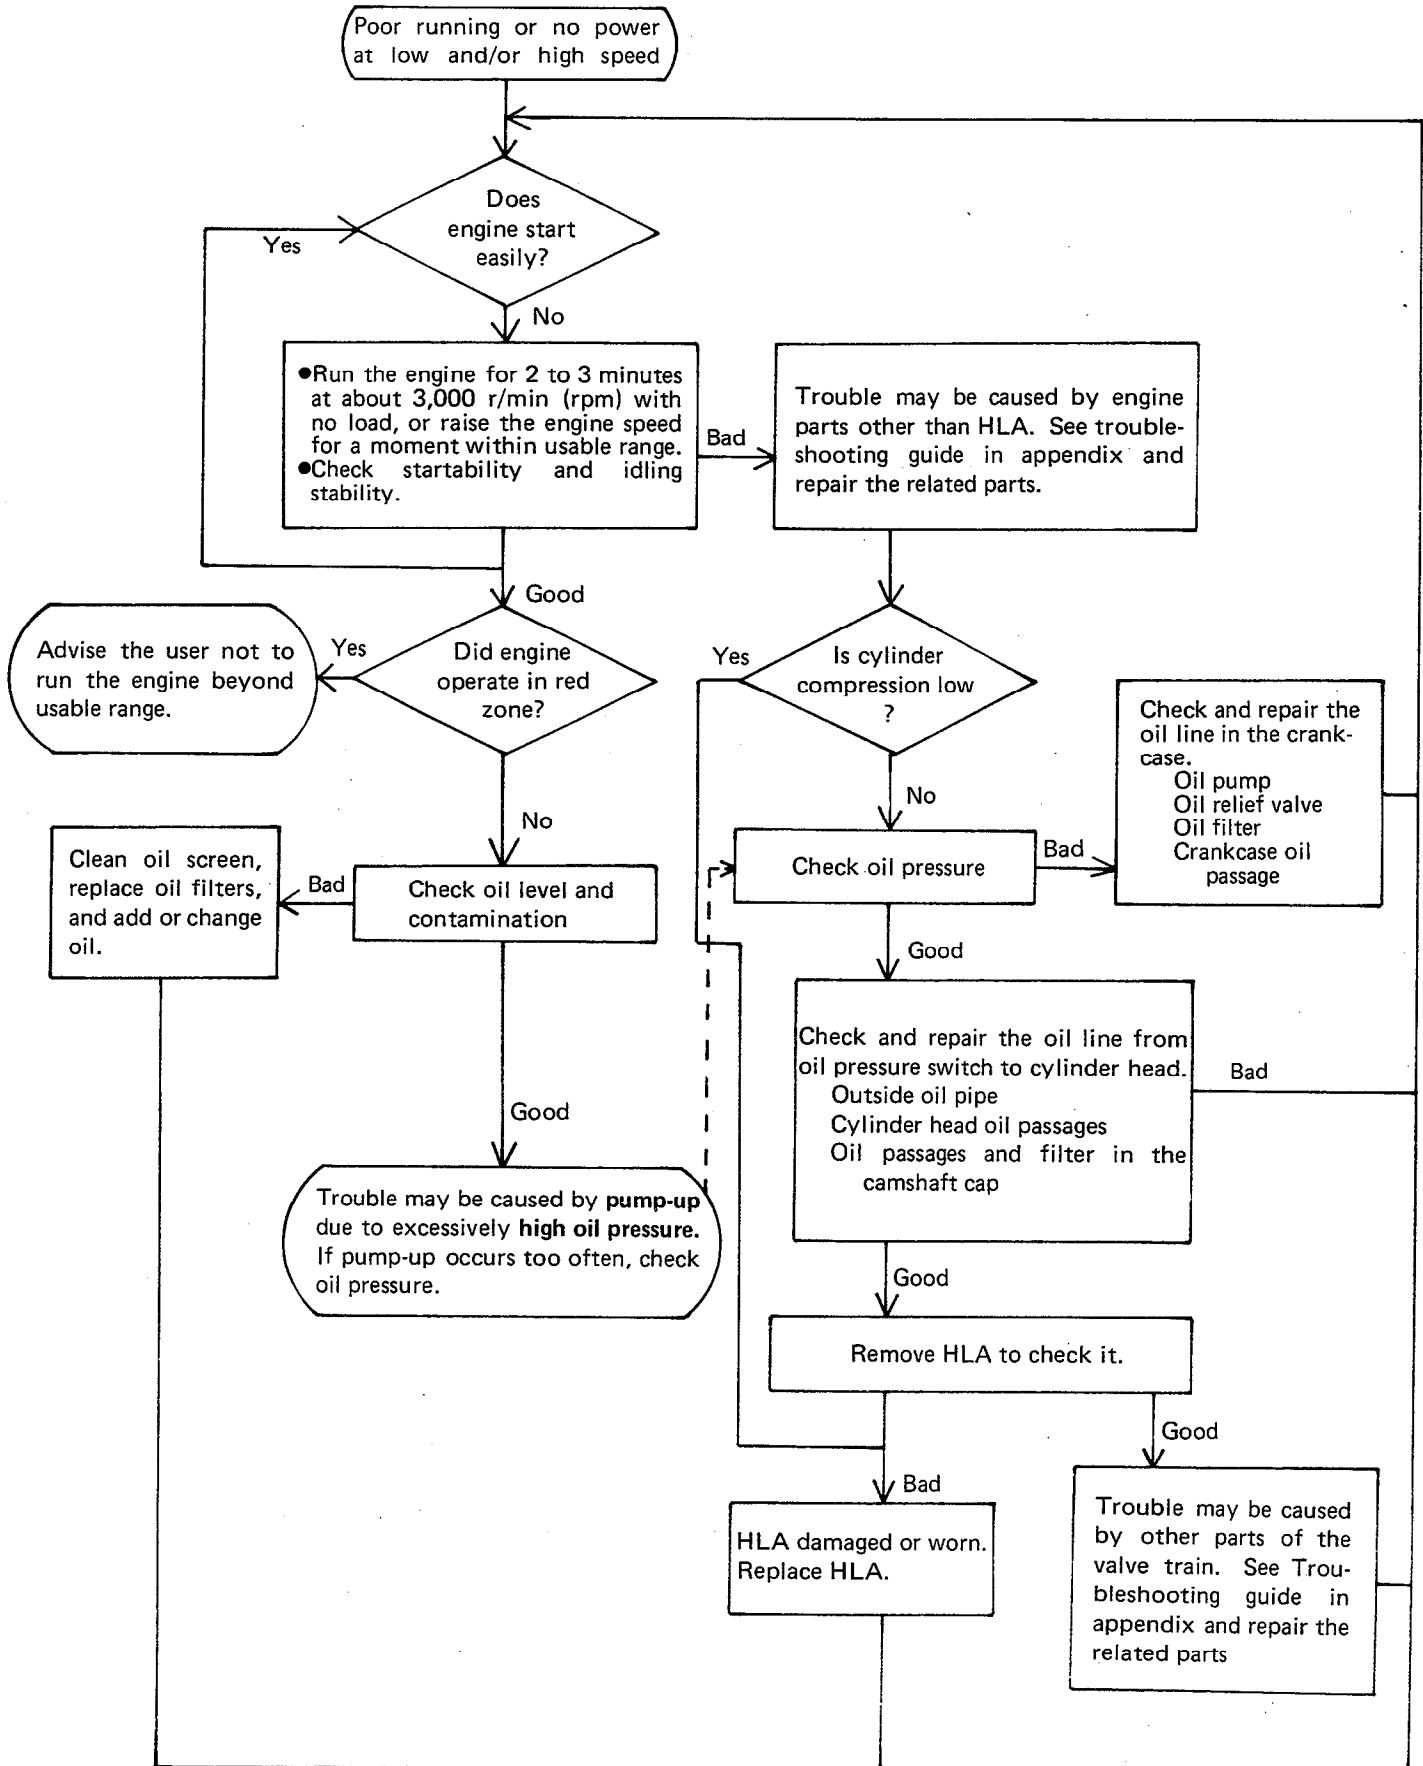 Poor running or no power
at low and/or high speed
Does
engine start
easily?
Yes
No
●Run the engine for 2 to 3 minutes
at about 3,000 r/min (rpm) with
no load, or raise the engine speed
for a moment within usable range.
●Check startability and idling
stability.
Bad
Trouble may be caused by engine
parts other than HLA. See trouble-
shooting guide in appendix and
repair the related parts.
Good
Did engine
operate in red
zone?
Yes
Advise the user not to
run the engine beyond
usable range.
No
Check oil level and
contamination
Bad
Clean oil screen,
replace oil filters,
and add or change
oil.
Good
Trouble may be caused by pump-up
due to excessively high oil pressure.
If pump-up occurs too often, check
oil pressure.
Is cylinder
compression low
?
Yes
No
Check oil pressure
Bad
Check and repair the
oil line in the crank-
case.
Oil pump
Oil relief valve
Oil filter
Crankcase oil
passage
Good
Check and repair the oil line from
oil pressure switch to cylinder head.
Outside oil pipe
Cylinder head oil passages
Oil passages and filter in the
camshaft cap
Bad
Good
Remove HLA to check it.
Bad
HLA damaged or worn.
Replace HLA.
Good
Trouble may be caused
by other parts of the
valve train. See Trou-
bleshooting guide in
appendix and repair the
related parts